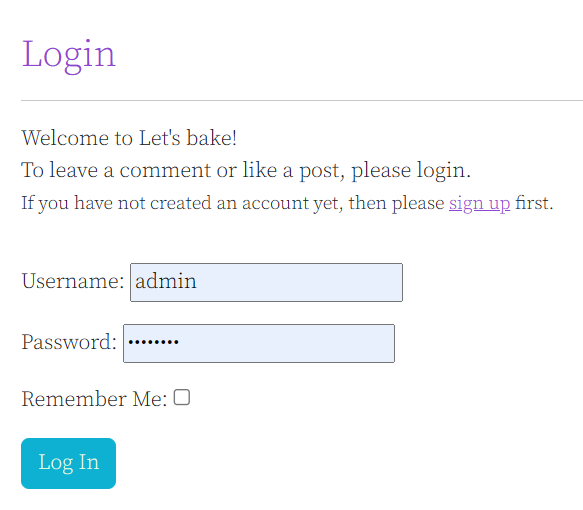 Login
Welcome to Let's bake!
To leave a comment or like a post, please login.
If you have not created an account yet, then please sign up first.
Username: admin
Password: ••••••••
Remember Me:
Log In